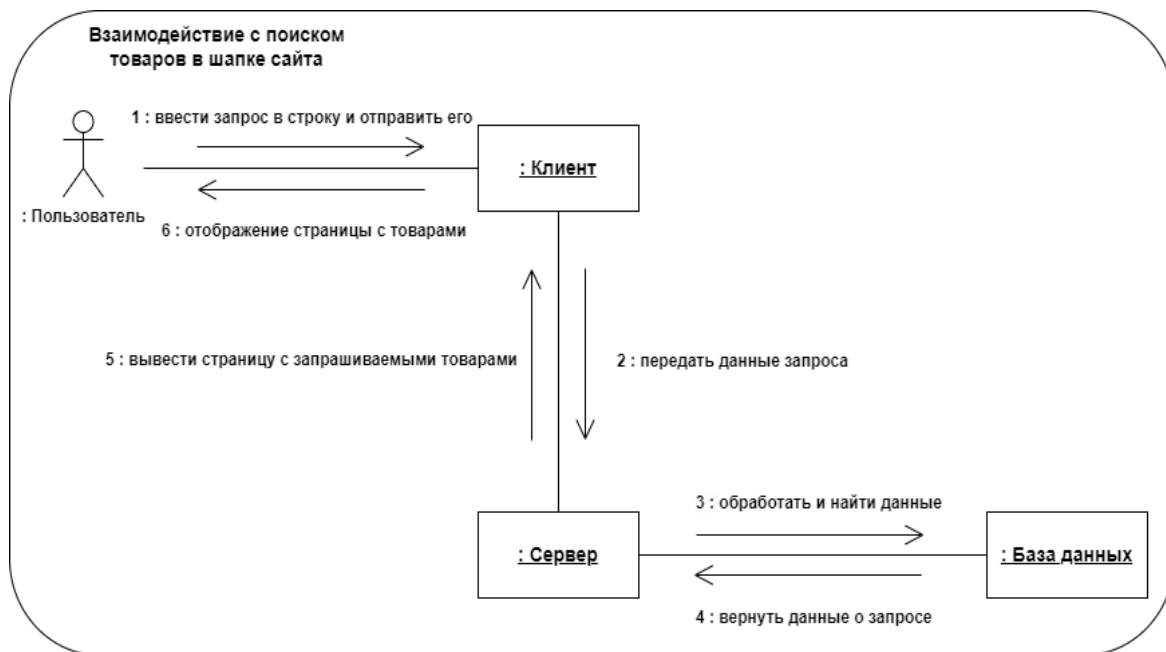 Взаимодействие с поиском
товаров в шапке сайта
1 : ввести запрос в строку и отправить его
: Клиент
: Пользователь
6 : отображение страницы с товарами
5 : вывести страницу с запрашиваемыми товарами
2 : передать данные запроса
3 : обработать и найти данные
: Сервер
: База данных
4 : вернуть данные о запросе